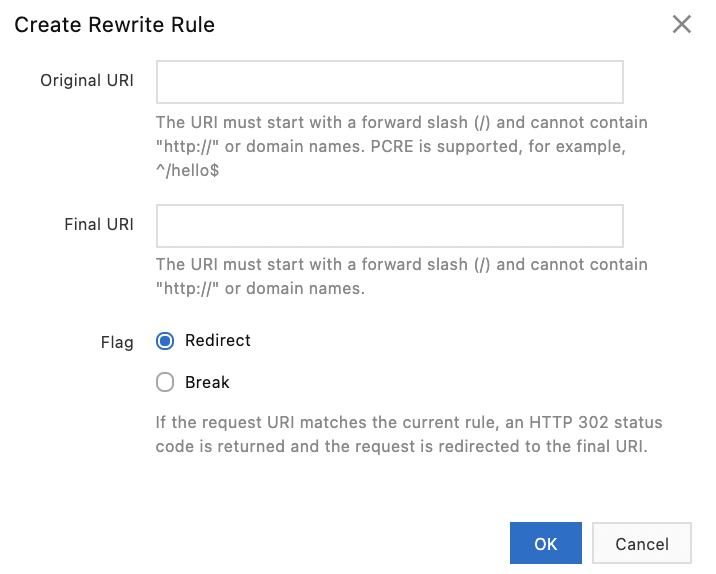 Create Rewrite Rule
Original URI
The URI must start with a forward slash (/) and cannot contain
"http://" or domain names. PCRE is supported, for example,
^/hello$
Final URI
The URI must start with a forward slash (/) and cannot contain
"http://" or domain names.
Flag
Redirect
Break
If the request URI matches the current rule, an HTTP 302 status
code is returned and the request is redirected to the final URI.
OK
Cancel